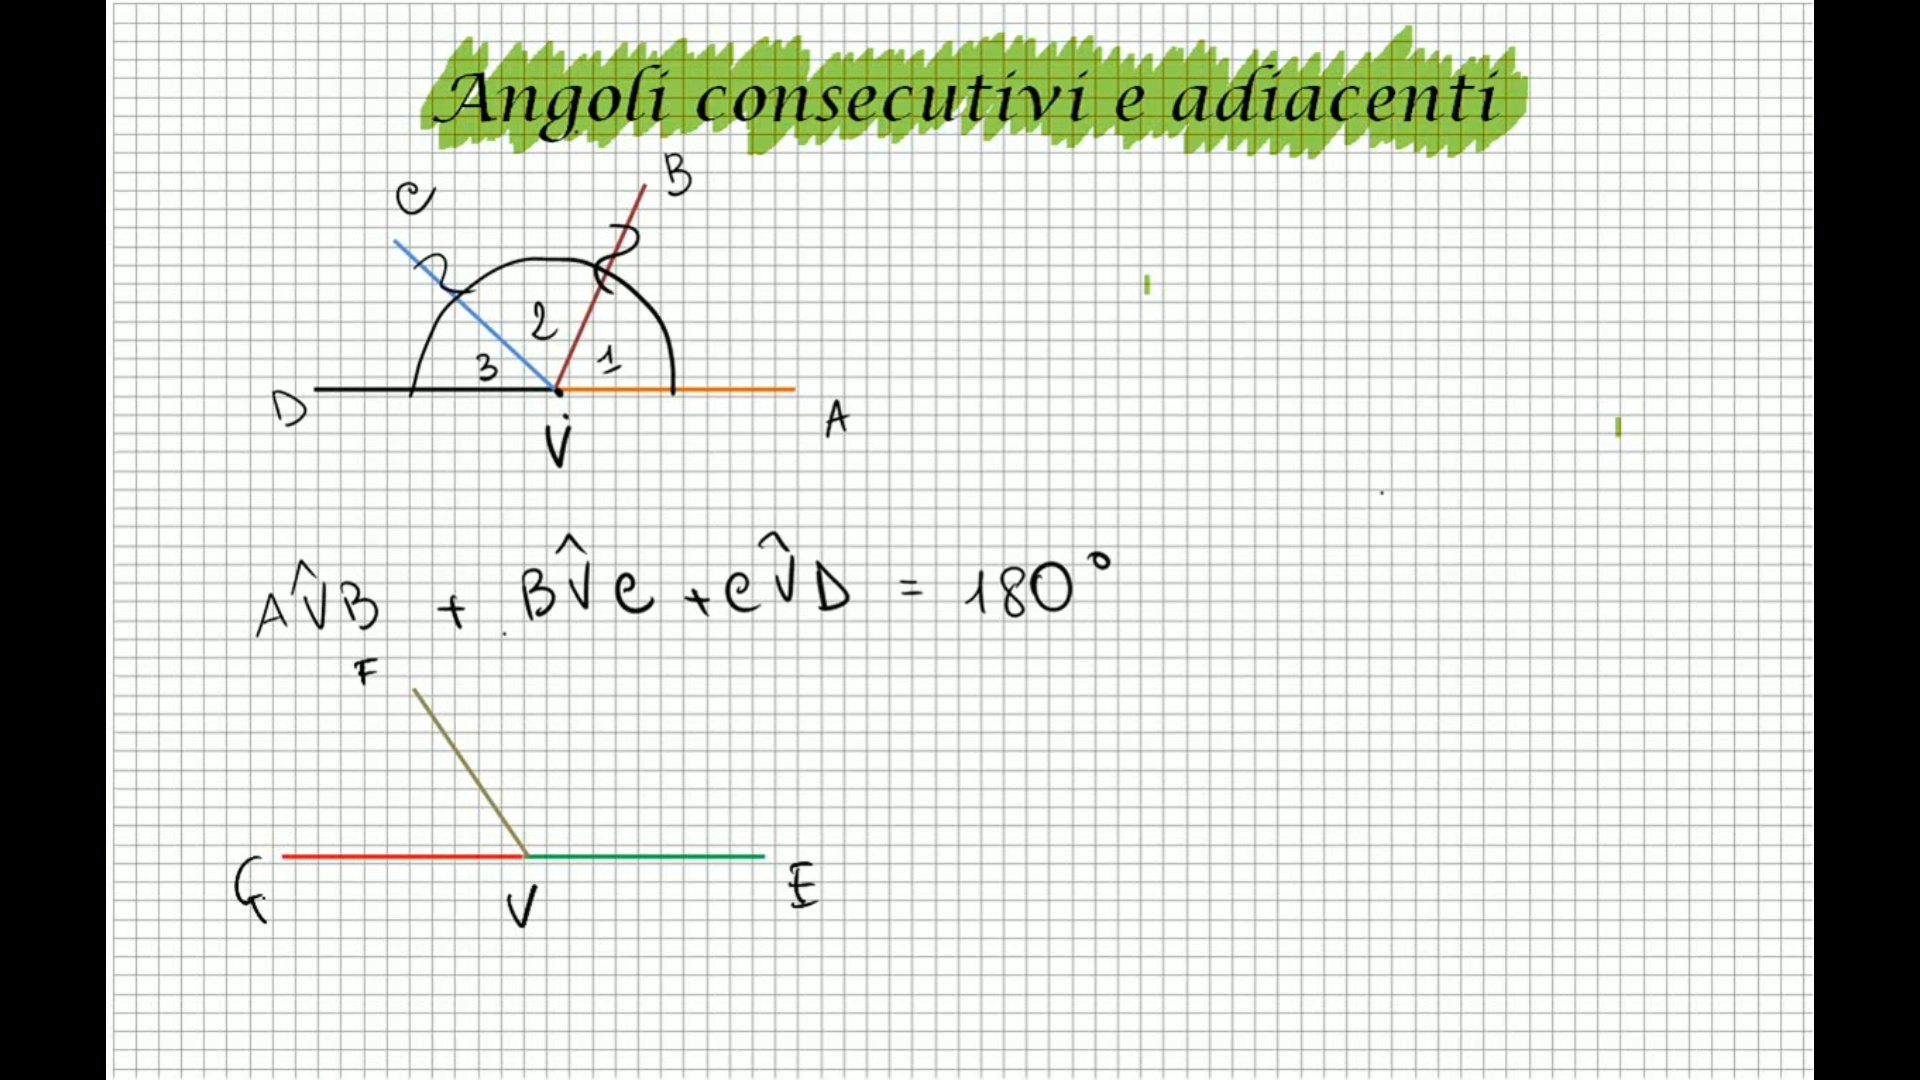 Angoli consecutivi e adiacenti
C
B
2
3
1
D
V
A
AV̂B + BV̂C + CV̂D = 180°
F
G
V
E